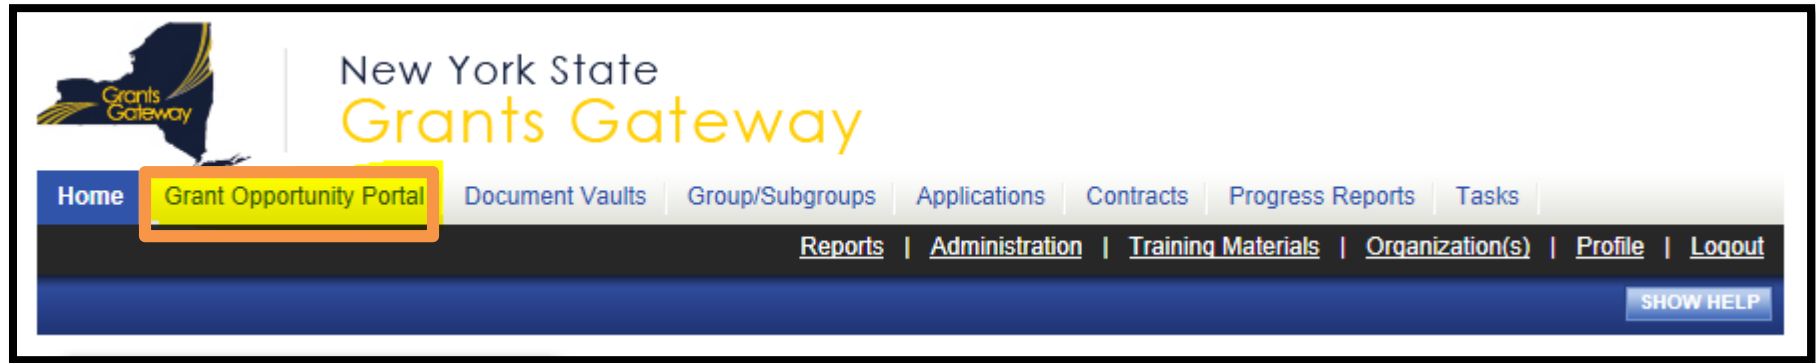 Grants
Gateway
New York State
Grants Gateway
Home Grant Opportunity Portal Document Vaults Group/Subgroups Applications Contracts Progress Reports Tasks
Reports | Administration | Training Materials | Organization(s) | Profile | Logout
SHOW HELP